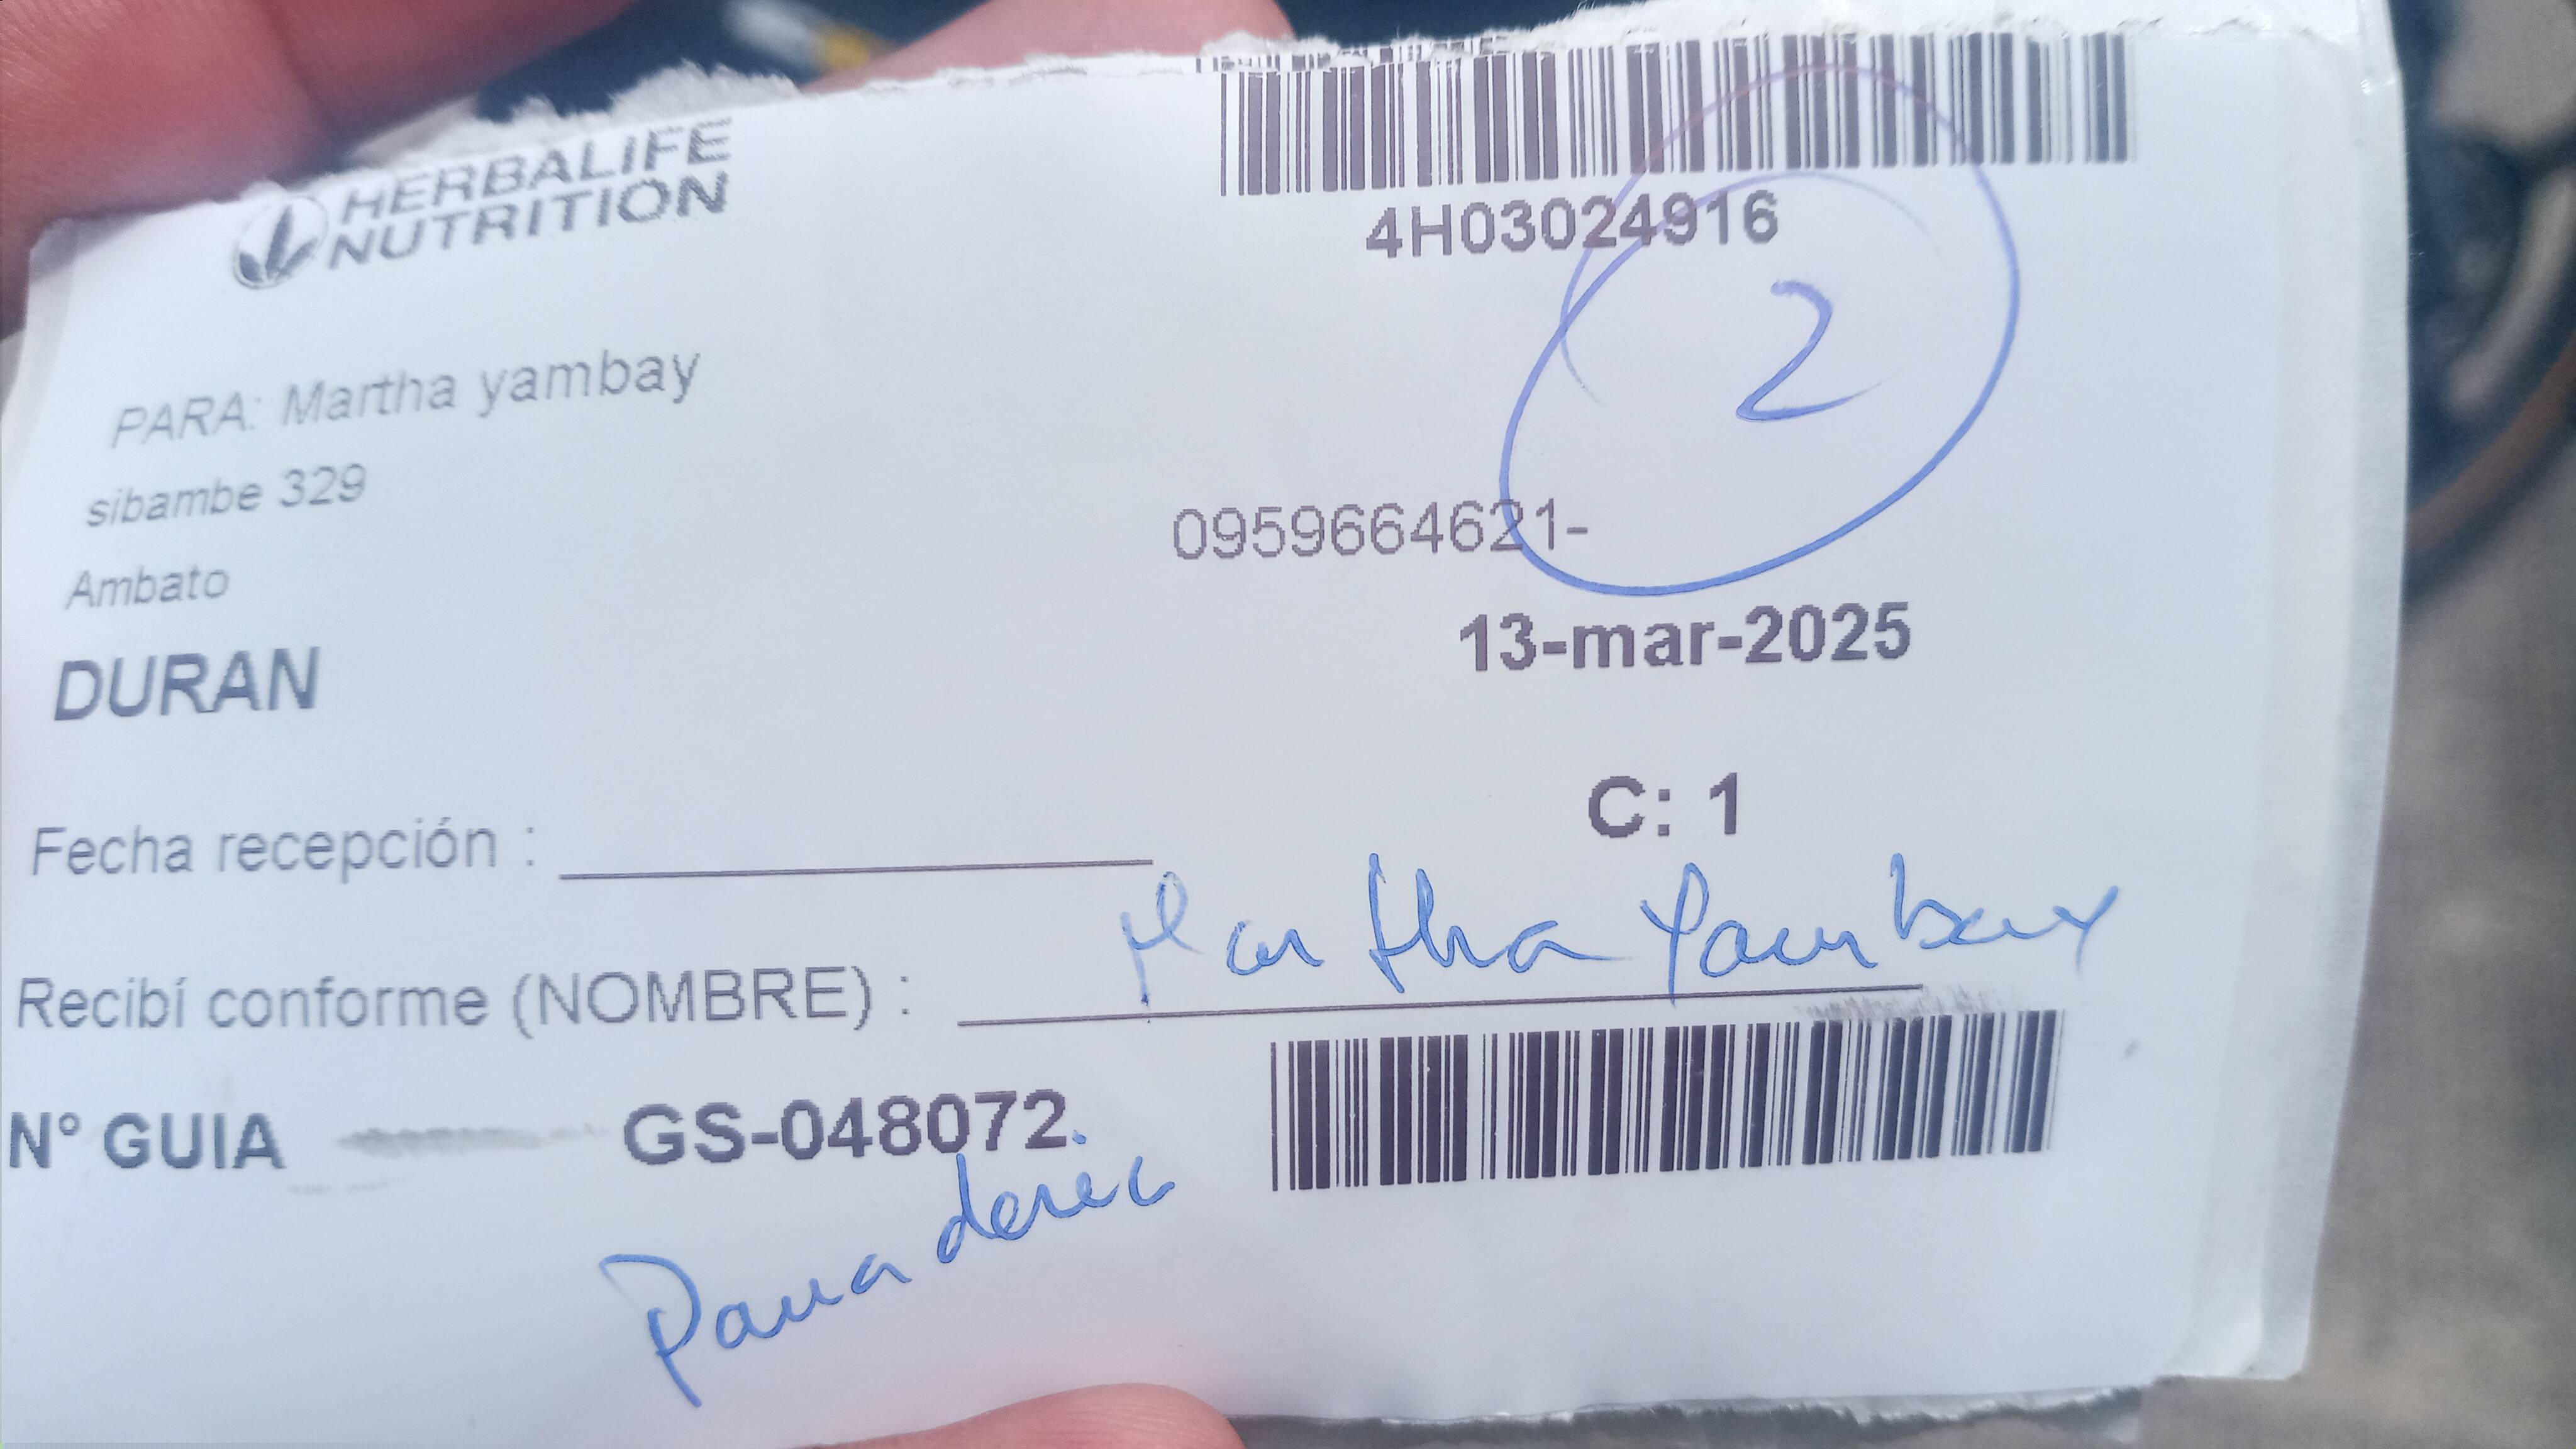 HERBALIFE
NUTRITION
4H03024916
2
PARA: Martha yambay
sibambe 329
0959664621-
Ambato
13-mar-2025
DURAN
C: 1
Fecha recepción :
Recibí conforme (NOMBRE) : Martha Yambay
N° GUIA GS-048072.
Panaderia